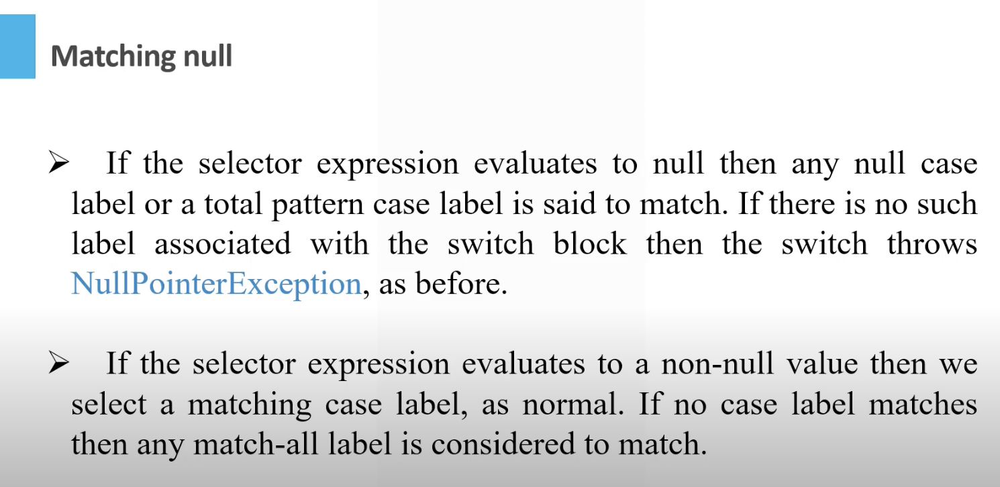 Matching null
➢ If the selector expression evaluates to null then any null case
label or a total pattern case label is said to match. If there is no such
label associated with the switch block then the switch throws
NullPointerException, as before.
➢ If the selector expression evaluates to a non-null value then we
select a matching case label, as normal. If no case label matches
then any match-all label is considered to match.